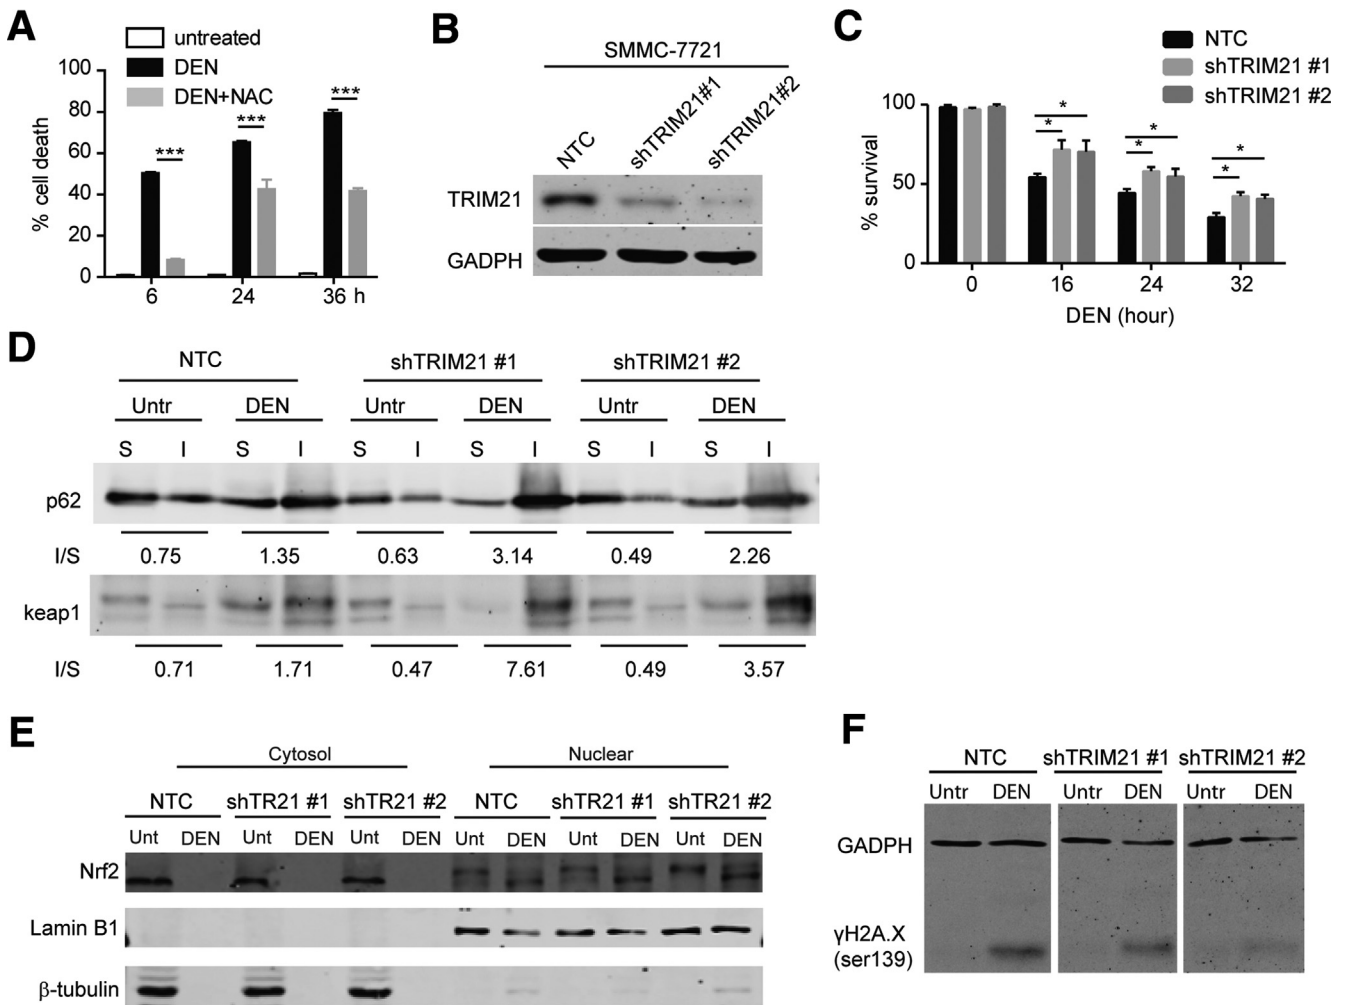 A
untreated
DEN
DEN+NAC
% cell death
100
80
60
40
20
0
*** *** ***
6 24 36 h
B
SMMC-7721
NTC shTRIM21#1 shTRIM21#2
TRIM21
GADPH
C
NTC
shTRIM21 #1
shTRIM21 #2
% survival
100
50
0
* * * * * *
0 16 24 32
DEN (hour)
D
NTC shTRIM21 #1 shTRIM21 #2
Untr DEN Untr DEN Untr DEN
S I S I S I S I S I S I
p62
I/S 0.75 1.35 0.63 3.14 0.49 2.26
keap1
I/S 0.71 1.71 0.47 7.61 0.49 3.57
E
Cytosol Nuclear
NTC shTR21 #1 shTR21 #2 NTC shTR21 #1 shTR21 #2
Unt DEN Unt DEN Unt DEN Unt DEN Unt DEN Unt DEN
Nrf2
Lamin B1
β-tubulin
F
NTC shTRIM21 #1 shTRIM21 #2
Untr DEN Untr DEN Untr DEN
GADPH
γH2A.X
(ser139)